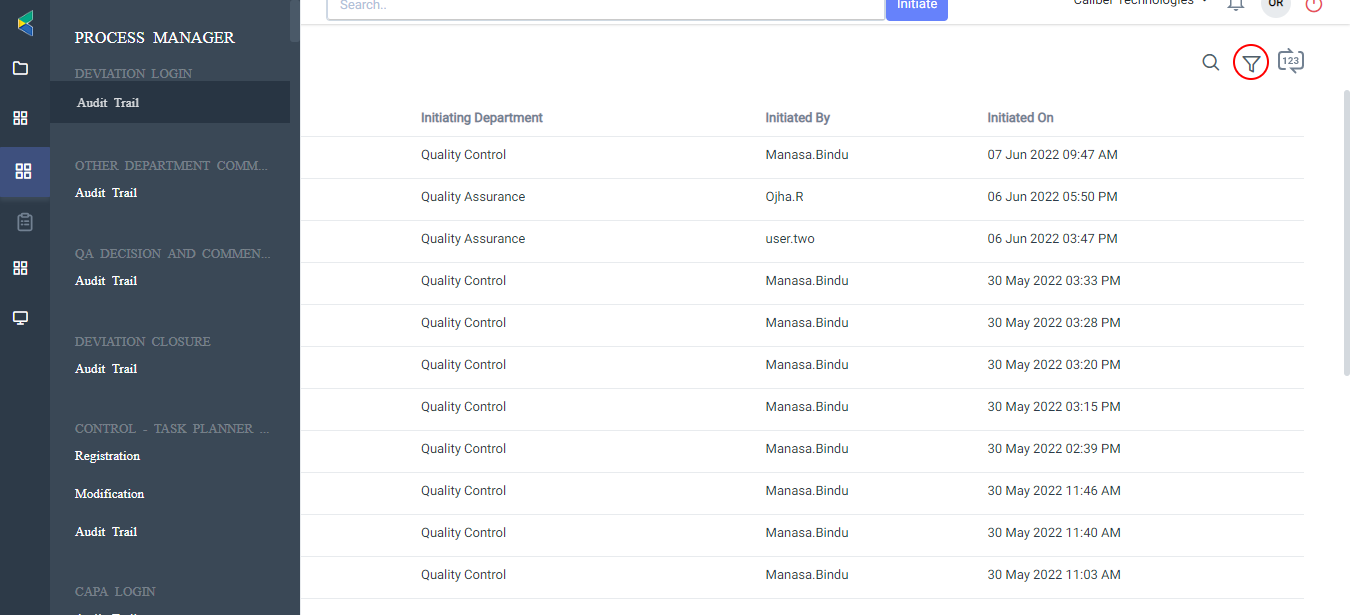 Search..
Initiate
Caliber Technologies
OR
PROCESS MANAGER
DEVIATION LOGIN
Audit Trail
OTHER DEPARTMENT COMM...
Audit Trail
QA DECISION AND COMMEN...
Audit Trail
DEVIATION CLOSURE
Audit Trail
CONTROL - TASK PLANNER ...
Registration
Modification
Audit Trail
CAPA LOGIN
123
Initiating Department Initiated By Initiated On
Quality Control Manasa.Bindu 07 Jun 2022 09:47 AM
Quality Assurance Ojha.R 06 Jun 2022 05:50 PM
Quality Assurance user.two 06 Jun 2022 03:47 PM
Quality Control Manasa.Bindu 30 May 2022 03:33 PM
Quality Control Manasa.Bindu 30 May 2022 03:28 PM
Quality Control Manasa.Bindu 30 May 2022 03:20 PM
Quality Control Manasa.Bindu 30 May 2022 03:15 PM
Quality Control Manasa.Bindu 30 May 2022 02:39 PM
Quality Control Manasa.Bindu 30 May 2022 11:46 AM
Quality Control Manasa.Bindu 30 May 2022 11:40 AM
Quality Control Manasa.Bindu 30 May 2022 11:03 AM